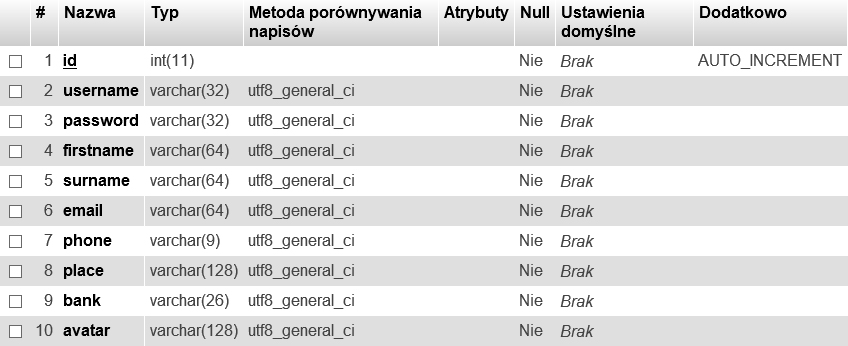 # Nazwa Typ Metoda porównywania napisów Atrybuty Null Ustawienia domyślne Dodatkowo
1 id int(11) Nie Brak AUTO_INCREMENT
2 username varchar(32) utf8_general_ci Nie Brak
3 password varchar(32) utf8_general_ci Nie Brak
4 firstname varchar(64) utf8_general_ci Nie Brak
5 surname varchar(64) utf8_general_ci Nie Brak
6 email varchar(64) utf8_general_ci Nie Brak
7 phone varchar(9) utf8_general_ci Nie Brak
8 place varchar(128) utf8_general_ci Nie Brak
9 bank varchar(26) utf8_general_ci Nie Brak
10 avatar varchar(128) utf8_general_ci Nie Brak